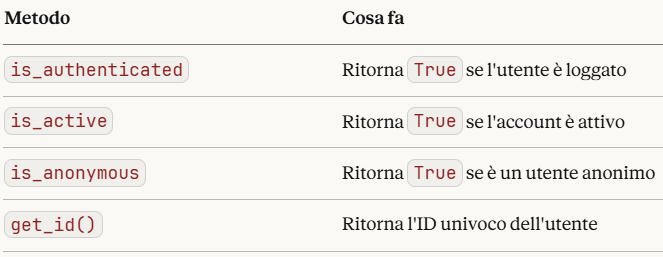 Metodo Cosa fa
is_authenticated Ritorna True se l'utente è loggato
is_active Ritorna True se l'account è attivo
is_anonymous Ritorna True se è un utente anonimo
get_id() Ritorna l'ID univoco dell'utente